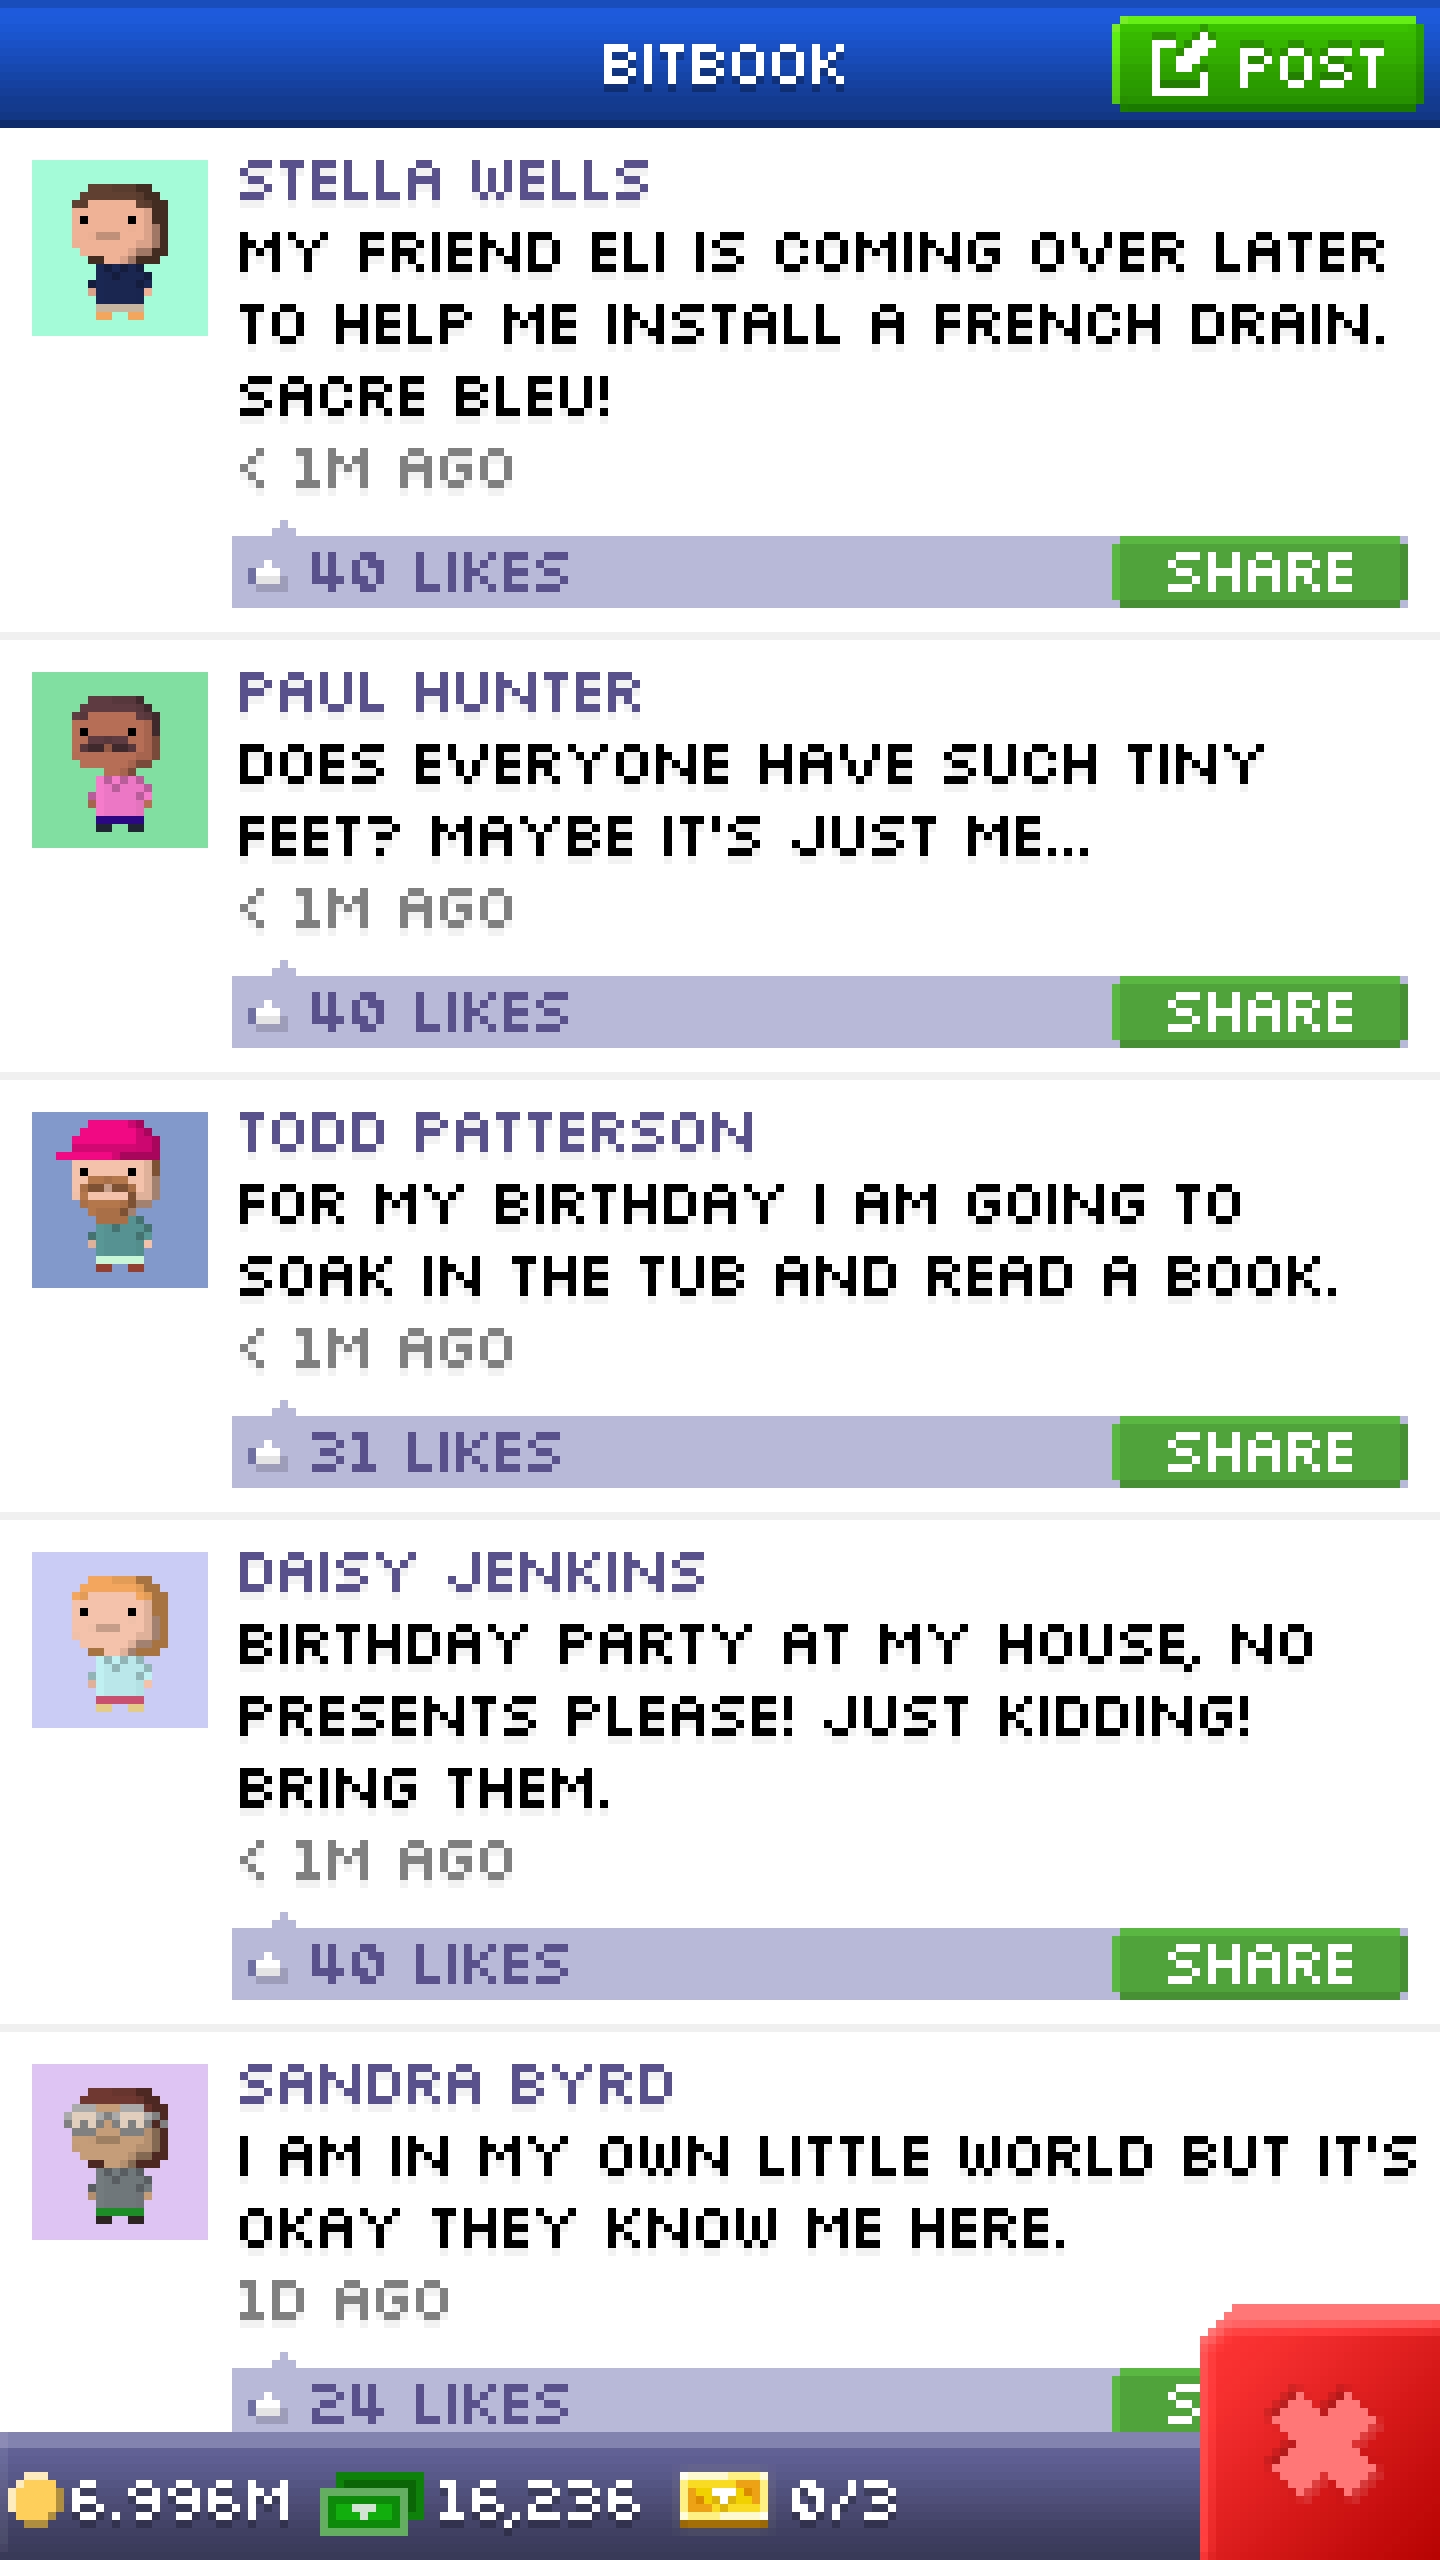 BITBOOK
POST
STELLA WELLS
MY FRIEND ELI IS COMING OVER LATER
TO HELP ME INSTALL A FRENCH DRAIN.
SACRE BLEU!
< 1M AGO
40 LIKES
SHARE
PAUL HUNTER
DOES EVERYONE HAVE SUCH TINY
FEET? MAYBE IT'S JUST ME...
< 1M AGO
40 LIKES
SHARE
TODD PATTERSON
FOR MY BIRTHDAY I AM GOING TO
SOAK IN THE TUB AND READ A BOOK.
< 1M AGO
31 LIKES
SHARE
DAISY JENKINS
BIRTHDAY PARTY AT MY HOUSE, NO
PRESENTS PLEASE! JUST KIDDING!
BRING THEM.
< 1M AGO
40 LIKES
SHARE
SANDRA BYRD
I AM IN MY OWN LITTLE WORLD BUT IT'S
OKAY THEY KNOW ME HERE.
1D AGO
24 LIKES
6.996M
16,236
0/3